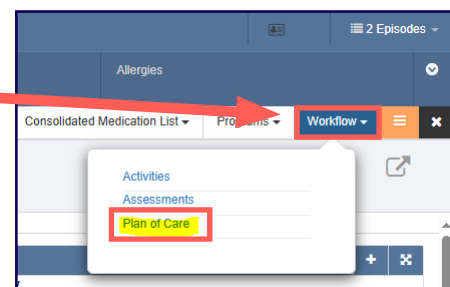 2 Episodes
Allergies
Consolidated Medication List Programs Workflow
Activities
Assessments
Plan of Care